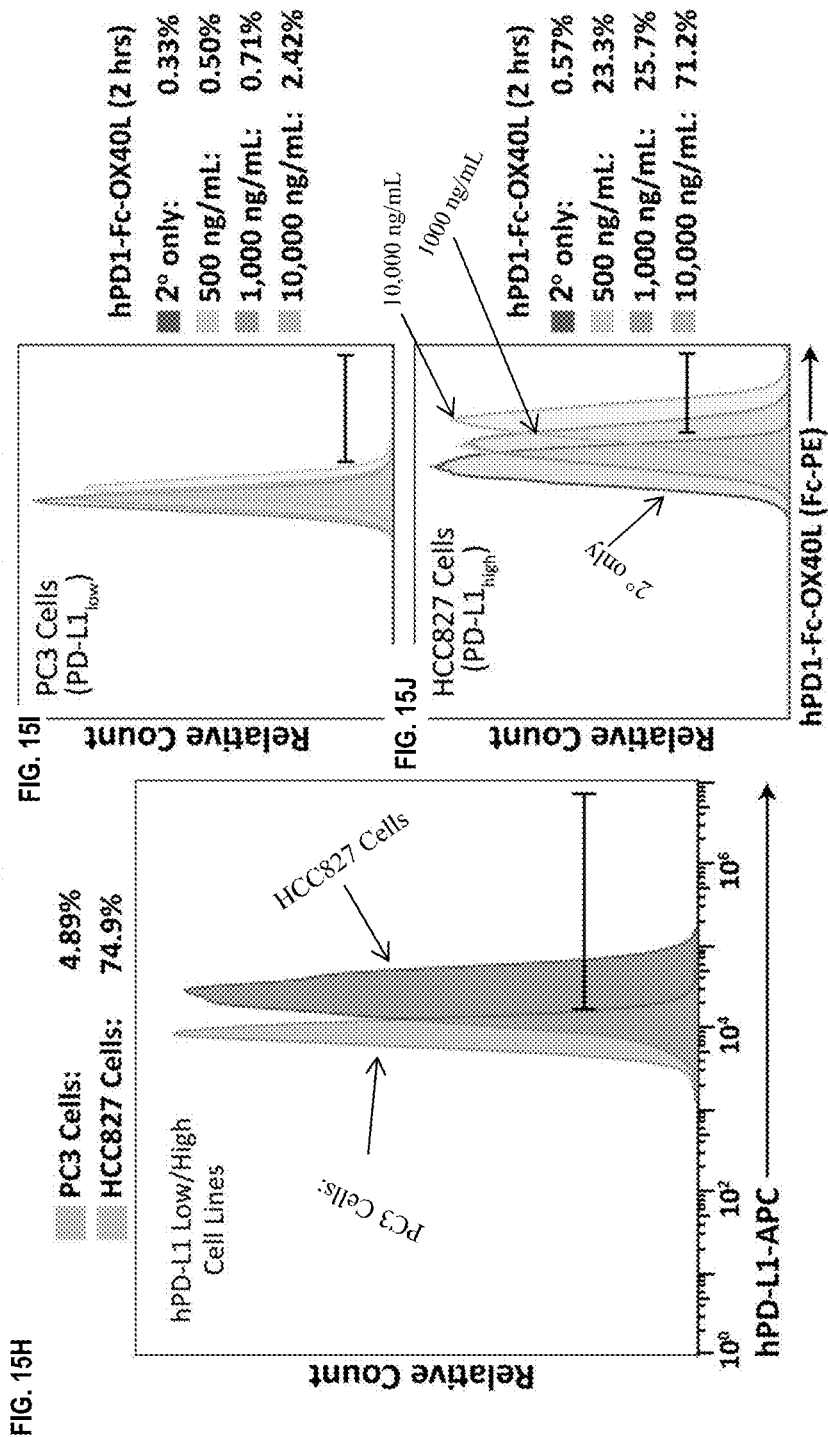 FIG. 15H
PC3 Cells: 4.89%
HCC827 Cells: 74.9%
hPD-L1 Low/High
Cell Lines
HCC827 Cells
PC3 Cells:
Relative Count
10⁰ 10² 10⁴ 10⁶
hPD-L1-APC
FIG. 15I
PC3 Cells
(PD-L1low)
Relative Count
hPD1-Fc-OX40L (2 hrs)
2° only: 0.33%
500 ng/mL: 0.50%
1,000 ng/mL: 0.71%
10,000 ng/mL: 2.42%
FIG. 15J
HCC827 Cells
(PD-L1high)
10,000 ng/mL
1000 ng/mL
2° only
Relative Count
hPD1-Fc-OX40L (Fc-PE)
hPD1-Fc-OX40L (2 hrs)
2° only: 0.57%
500 ng/mL: 23.3%
1,000 ng/mL: 25.7%
10,000 ng/mL: 71.2%